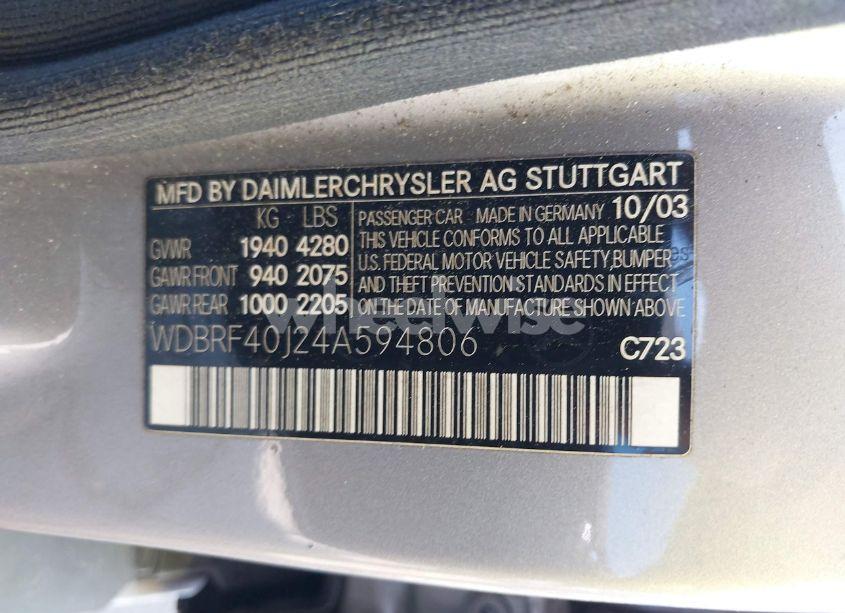 MFD BY DAIMLERCHRYSLER AG STUTTGART
KG LBS
GVWR 1940 4280
GAWR FRONT 940 2075
GAWR REAR 1000 2205
PASSENGER CAR MADE IN GERMANY 10/03
THIS VEHICLE CONFORMS TO ALL APPLICABLE
U.S. FEDERAL MOTOR VEHICLE SAFETY,BUMPER
AND THEFT PREVENTION STANDARDS IN EFFECT
ON THE DATE OF MANUFACTURE SHOWN ABOVE
WDBRF40J24A594806 C723
wheelwise